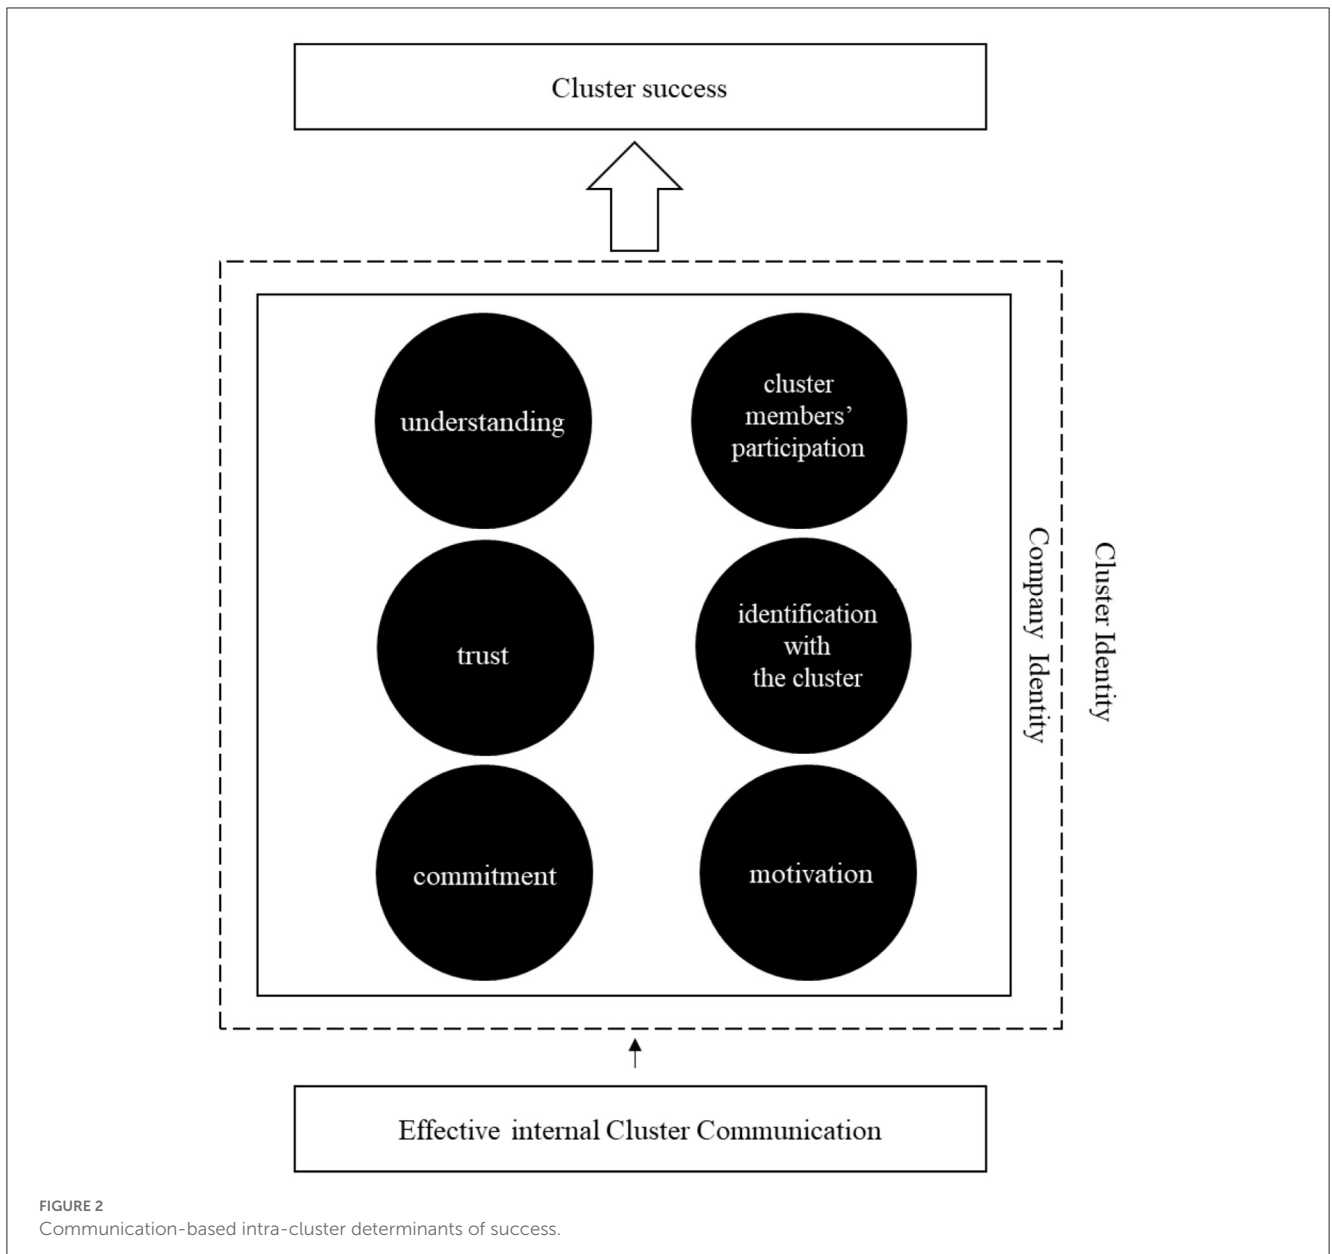 Cluster success
understanding
cluster
members’
participation
trust
identification
with
the cluster
commitment
motivation
Company Identity
Cluster Identity
Effective internal Cluster Communication
FIGURE 2
Communication-based intra-cluster determinants of success.